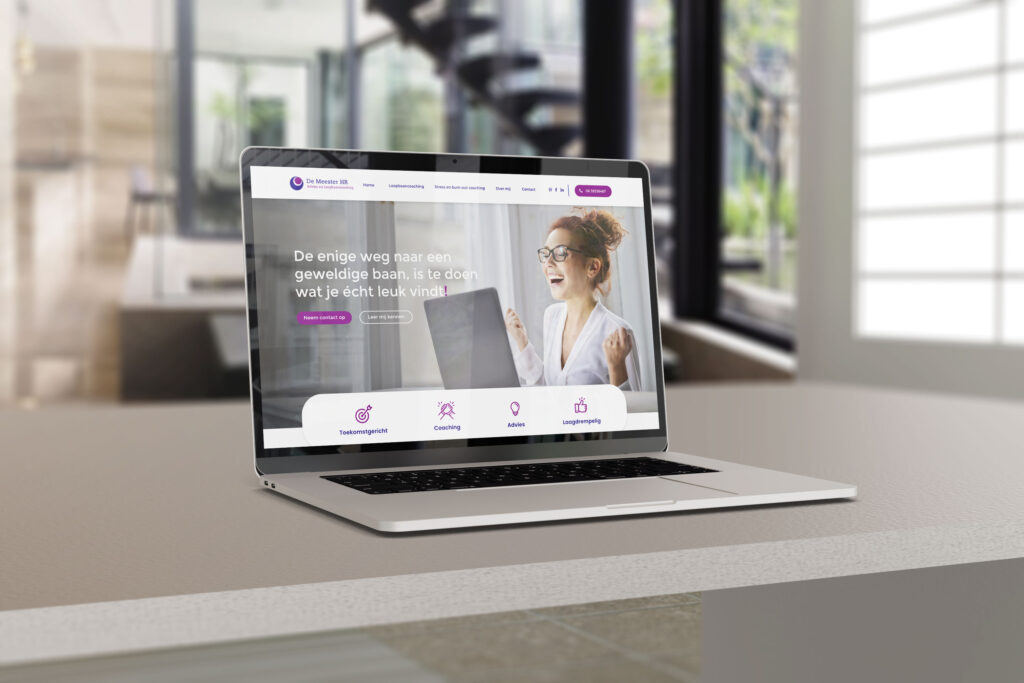 De Meester HR
Advies en Loopbaancoaching
Home
Loopbaancoaching
Stress en burn-out coaching
Over mij
Contact
De enige weg naar een
geweldige baan, is te doen
wat je écht leuk vindt!
Neem contact op
Leer mij kennen
Toekomstgericht
Coaching
Advies
Laagdrempelig